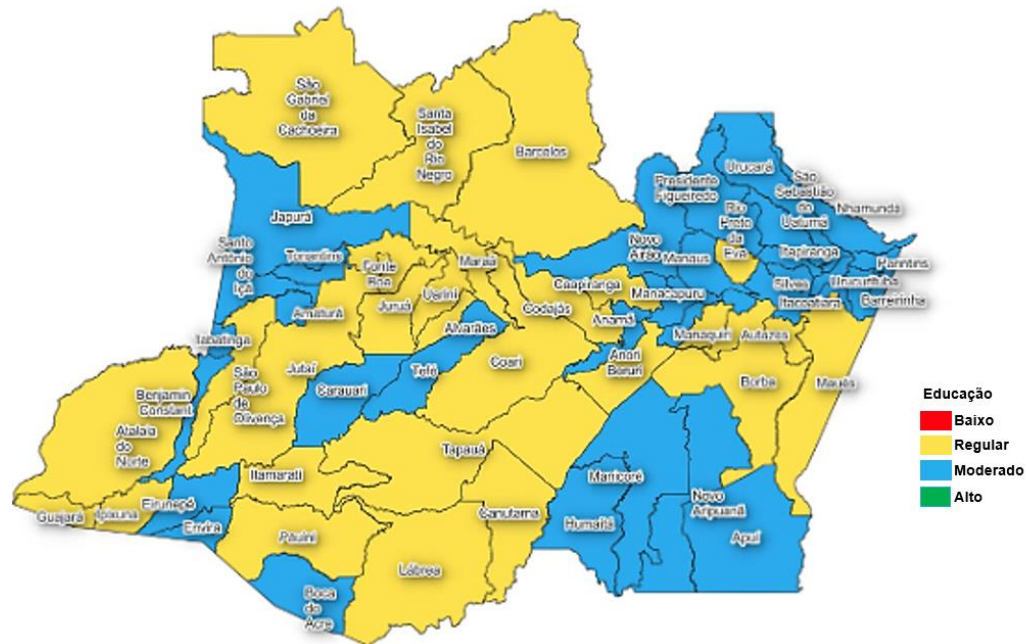 São
Gabriel
da
Cachoeira
Santa
Isabel
do
Rio
Negro
Barcelos
Urucará
Presidente
Figueiredo
São
Sebastião
do
Uatumã
Nhamundá
Rio
Preto
da
Eva
Japurá
Santo
Antônio
do
Içá
Tonantins
Novo
Airão
Manaus
Itapiranga
Parintins
Fonte
Boa
Maraã
Uarini
Juruá
Caapiranga
Manacapuru
Silves
Urucurituba
Itacoatiara
Barreirinha
Amaturá
Codajás
Anamã
Alvarães
Tabatinga
Manaquiri
Autazes
Jutaí
Tefé
Coari
Anori
Beruri
Carauari
São
Paulo
de
Olivença
Borba
Maués
Benjamin
Constant
Atalaia
do
Norte
Educação
Baixo
Regular
Moderado
Alto
Tapauá
Itamarati
Manicoré
Eirunepé
Ipixuna
Guajará
Envira
Canutama
Novo
Aripuanã
Humaitá
Apuí
Pauini
Lábrea
Boca
do
Acre